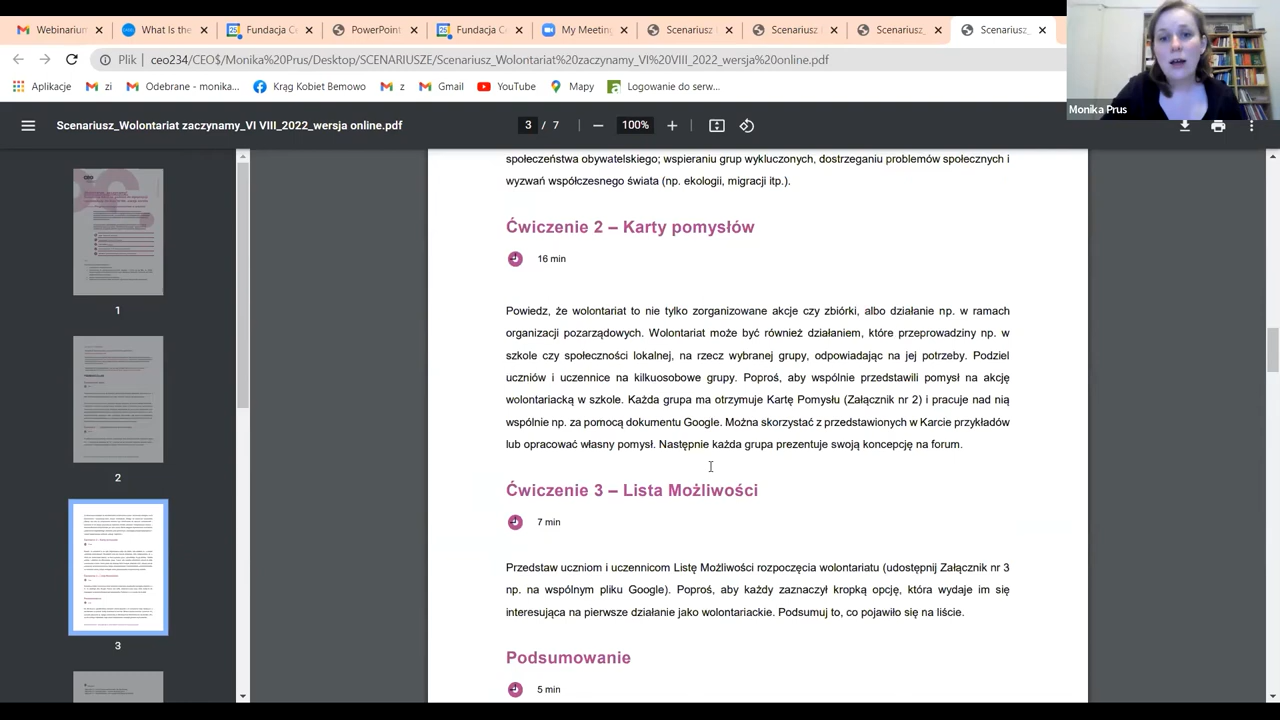 Webinarium
What Is the
Fundacja Ce
PowerPoint
Fundacja Ce
My Meeting
Scenariusz
Scenariusz
Scenariusz_
Scenariusz_
Plik
ceo234/CEO$/Monika%20Prus/Desktop/SCENARIUSZE/Scenariusz_Wolontariat%20zaczynamy_VI%20VIII_2022_wersja%20online.pdf
Aplikacje
zi
Odebrane - monika...
Krąg Kobiet Bemowo
z
Gmail
YouTube
Mapy
Logowanie do serw...
Monika Prus
Scenariusz_Wolontariat zaczynamy_VI VIII_2022_wersja online.pdf
3 / 7
100%
społeczeństwa obywatelskiego; wspieraniu grup wykluczonych, dostrzeganiu problemów społecznych i
wyzwań współczesnego świata (np. ekologii, migracji itp.).
Ćwiczenie 2 – Karty pomysłów
16 min
Powiedz, że wolontariat to nie tylko zorganizowane akcje czy zbiórki, albo działanie np. w ramach
organizacji pozarządowych. Wolontariat może być również działaniem, które przeprowadziny np. w
szkole czy społeczności lokalnej, na rzecz wybranej grupy, odpowiadając na jej potrzeby. Podziel
uczniów i uczennice na kilkuosobowe grupy. Poproś, aby wspólnie przedstawili pomysł na akcję
wolontariacką w szkole. Każda grupa ma otrzymuje Kartę Pomysłu (Załącznik nr 2) i pracuje nad nią
wspólnie np. za pomocą dokumentu Google. Można skorzystać z przedstawionych w Karcie przykładów
lub opracować własny pomysł. Następnie każda grupa prezentuje swoją koncepcję na forum.
Ćwiczenie 3 – Lista Możliwości
7 min
Przedstaw uczniom i uczennicom Listę Możliwości rozpoczęcia wolontariatu (udostępnij Załącznik nr 3
np. na wspólnym pliku Google). Poproś, aby każdy zaznaczył kropką opcję, która wydaje im się
interesująca na pierwsze działanie jako wolontariackie. Podsumuj to, co pojawiło się na liście.
Podsumowanie
5 min
1
2
3